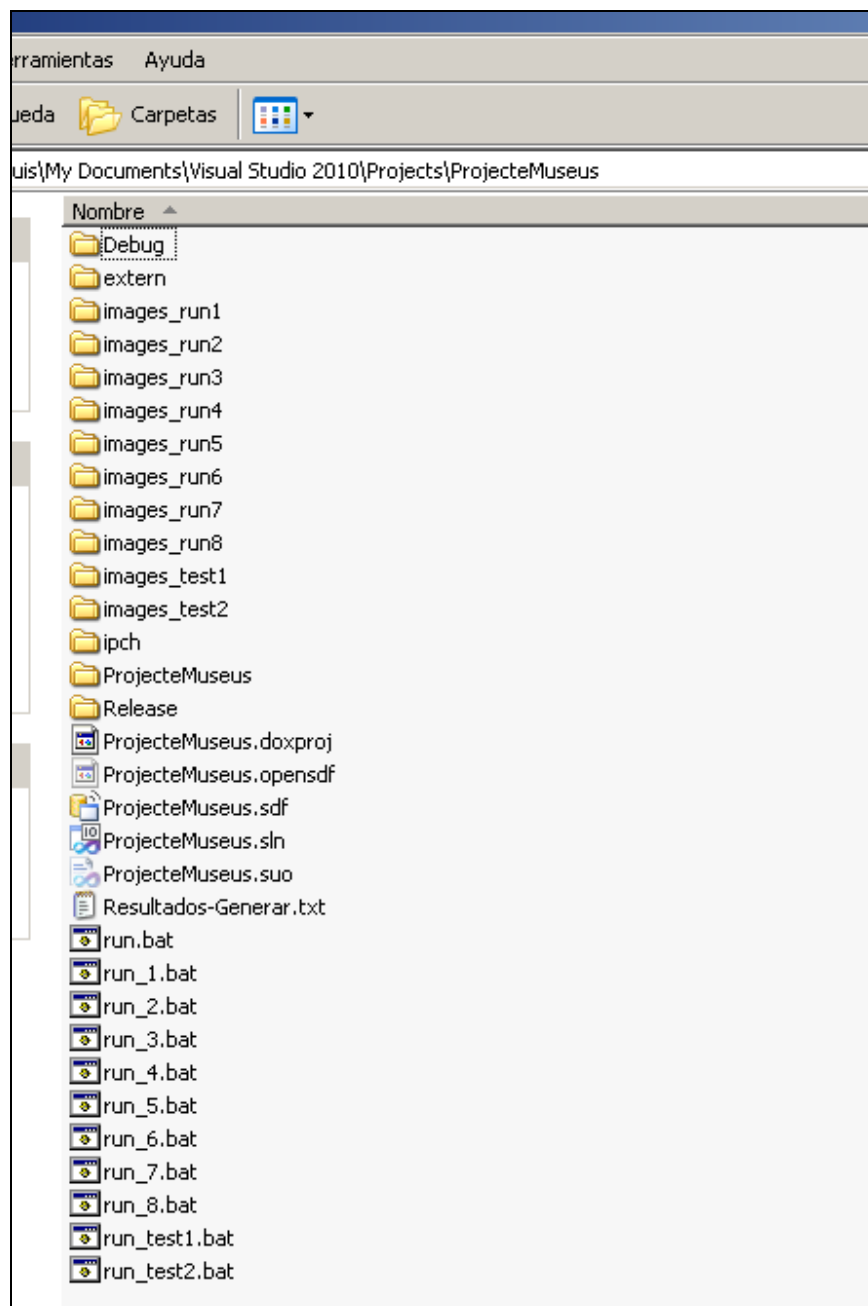 rramientas Ayuda
ueda Carpetas
uis\My Documents\Visual Studio 2010\Projects\ProjecteMuseus
Nombre
Debug
extern
images_run1
images_run2
images_run3
images_run4
images_run5
images_run6
images_run7
images_run8
images_test1
images_test2
ipch
ProjecteMuseus
Release
ProjecteMuseus.doxproj
ProjecteMuseus.opensdf
ProjecteMuseus.sdf
ProjecteMuseus.sln
ProjecteMuseus.suo
Resultados-Generar.txt
run.bat
run_1.bat
run_2.bat
run_3.bat
run_4.bat
run_5.bat
run_6.bat
run_7.bat
run_8.bat
run_test1.bat
run_test2.bat